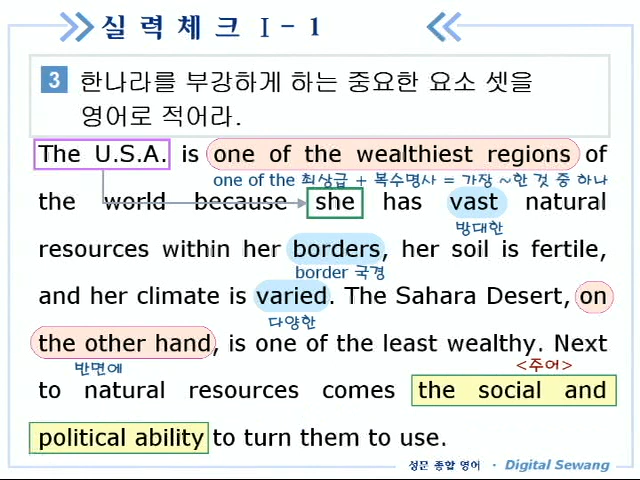 실 력 체 크 I - 1
3 한나라를 부강하게 하는 중요한 요소 셋을
영어로 적어라.
The U.S.A. is one of the wealthiest regions of
one of the 최상급 + 복수명사 = 가장 ~한 것 중 하나
the world because she has vast natural
방대한
resources within her borders, her soil is fertile,
border 국경
and her climate is varied. The Sahara Desert, on
다양한
the other hand, is one of the least wealthy. Next
반면에 <주어>
to natural resources comes the social and
political ability to turn them to use.
성문 종합 영어 · Digital Sewang